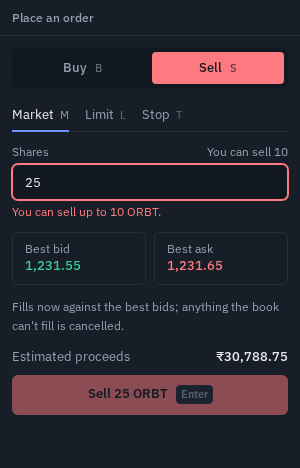 Place an order
Buy B Sell S
Market M Limit L Stop T
Shares You can sell 10
25
You can sell up to 10 ORBT.
Best bid Best ask
1,231.55 1,231.65
Fills now against the best bids; anything the book
can't fill is cancelled.
Estimated proceeds ₹30,788.75
Sell 25 ORBT Enter